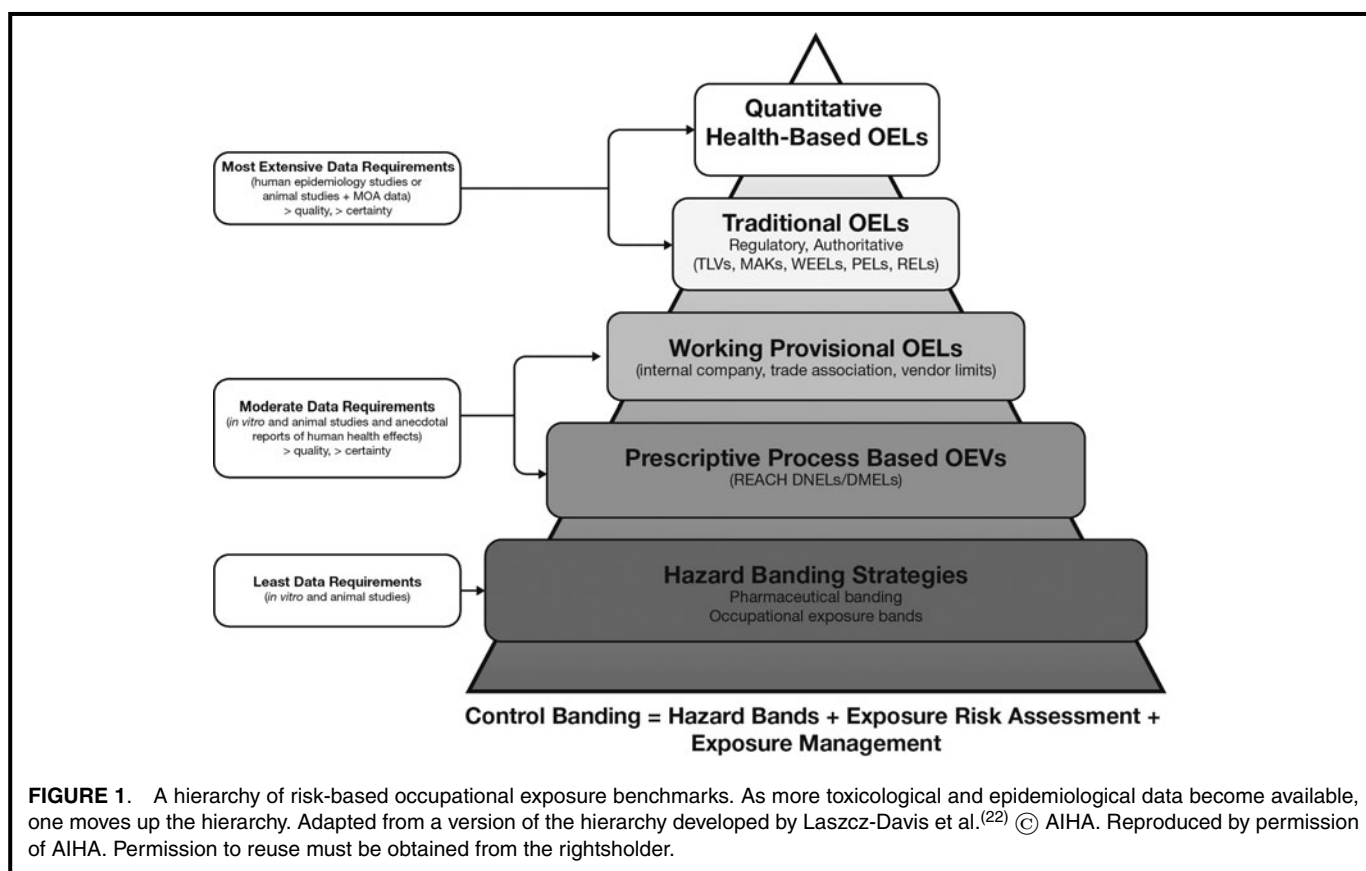 Quantitative
Health-Based OELs
Most Extensive Data Requirements
(human epidemiology studies or
animal studies + MOA data)
> quality, > certainty
Traditional OELs
Regulatory, Authoritative
(TLVs, MAKs, WEELs, PELs, RELs)
Working Provisional OELs
(internal company, trade association, vendor limits)
Moderate Data Requirements
(in vitro and animal studies and anecdotal
reports of human health effects)
> quality, > certainty
Prescriptive Process Based OEVs
(REACH DNELs/DMELs)
Least Data Requirements
(in vitro and animal studies)
Hazard Banding Strategies
Pharmaceutical banding
Occupational exposure bands
Control Banding = Hazard Bands + Exposure Risk Assessment +
Exposure Management
FIGURE 1. A hierarchy of risk-based occupational exposure benchmarks. As more toxicological and epidemiological data become available,
one moves up the hierarchy. Adapted from a version of the hierarchy developed by Laszcz-Davis et al.(22) © AIHA. Reproduced by permission
of AIHA. Permission to reuse must be obtained from the rightsholder.